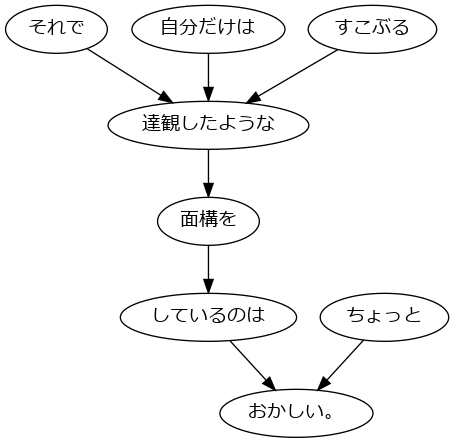 それで 自分だけは すこぶる
達観したような
面構を
しているのは ちょっと
おかしい。